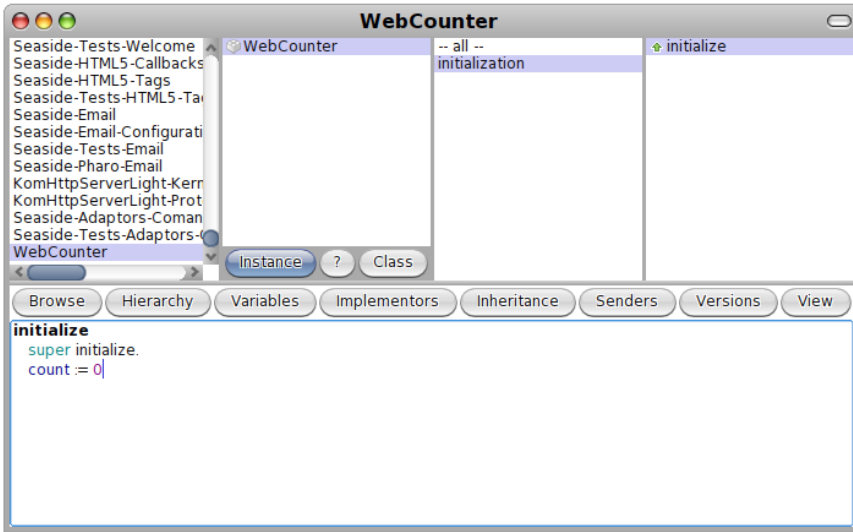 WebCounter
Seaside-Tests-Welcome
Seaside-HTML5-Callbacks
Seaside-HTML5-Tags
Seaside-Tests-HTML5-Ta
Seaside-Email
Seaside-Email-Configurati
Seaside-Tests-Email
Seaside-Pharo-Email
KomHttpServerLight-Kern
KomHttpServerLight-Prot
Seaside-Adaptors-Coman
Seaside-Tests-Adaptors-
WebCounter
WebCounter
Instance ? Class
-- all --
initialization
initialize
Browse Hierarchy Variables Implementors Inheritance Senders Versions View
initialize
super initialize.
count := 0